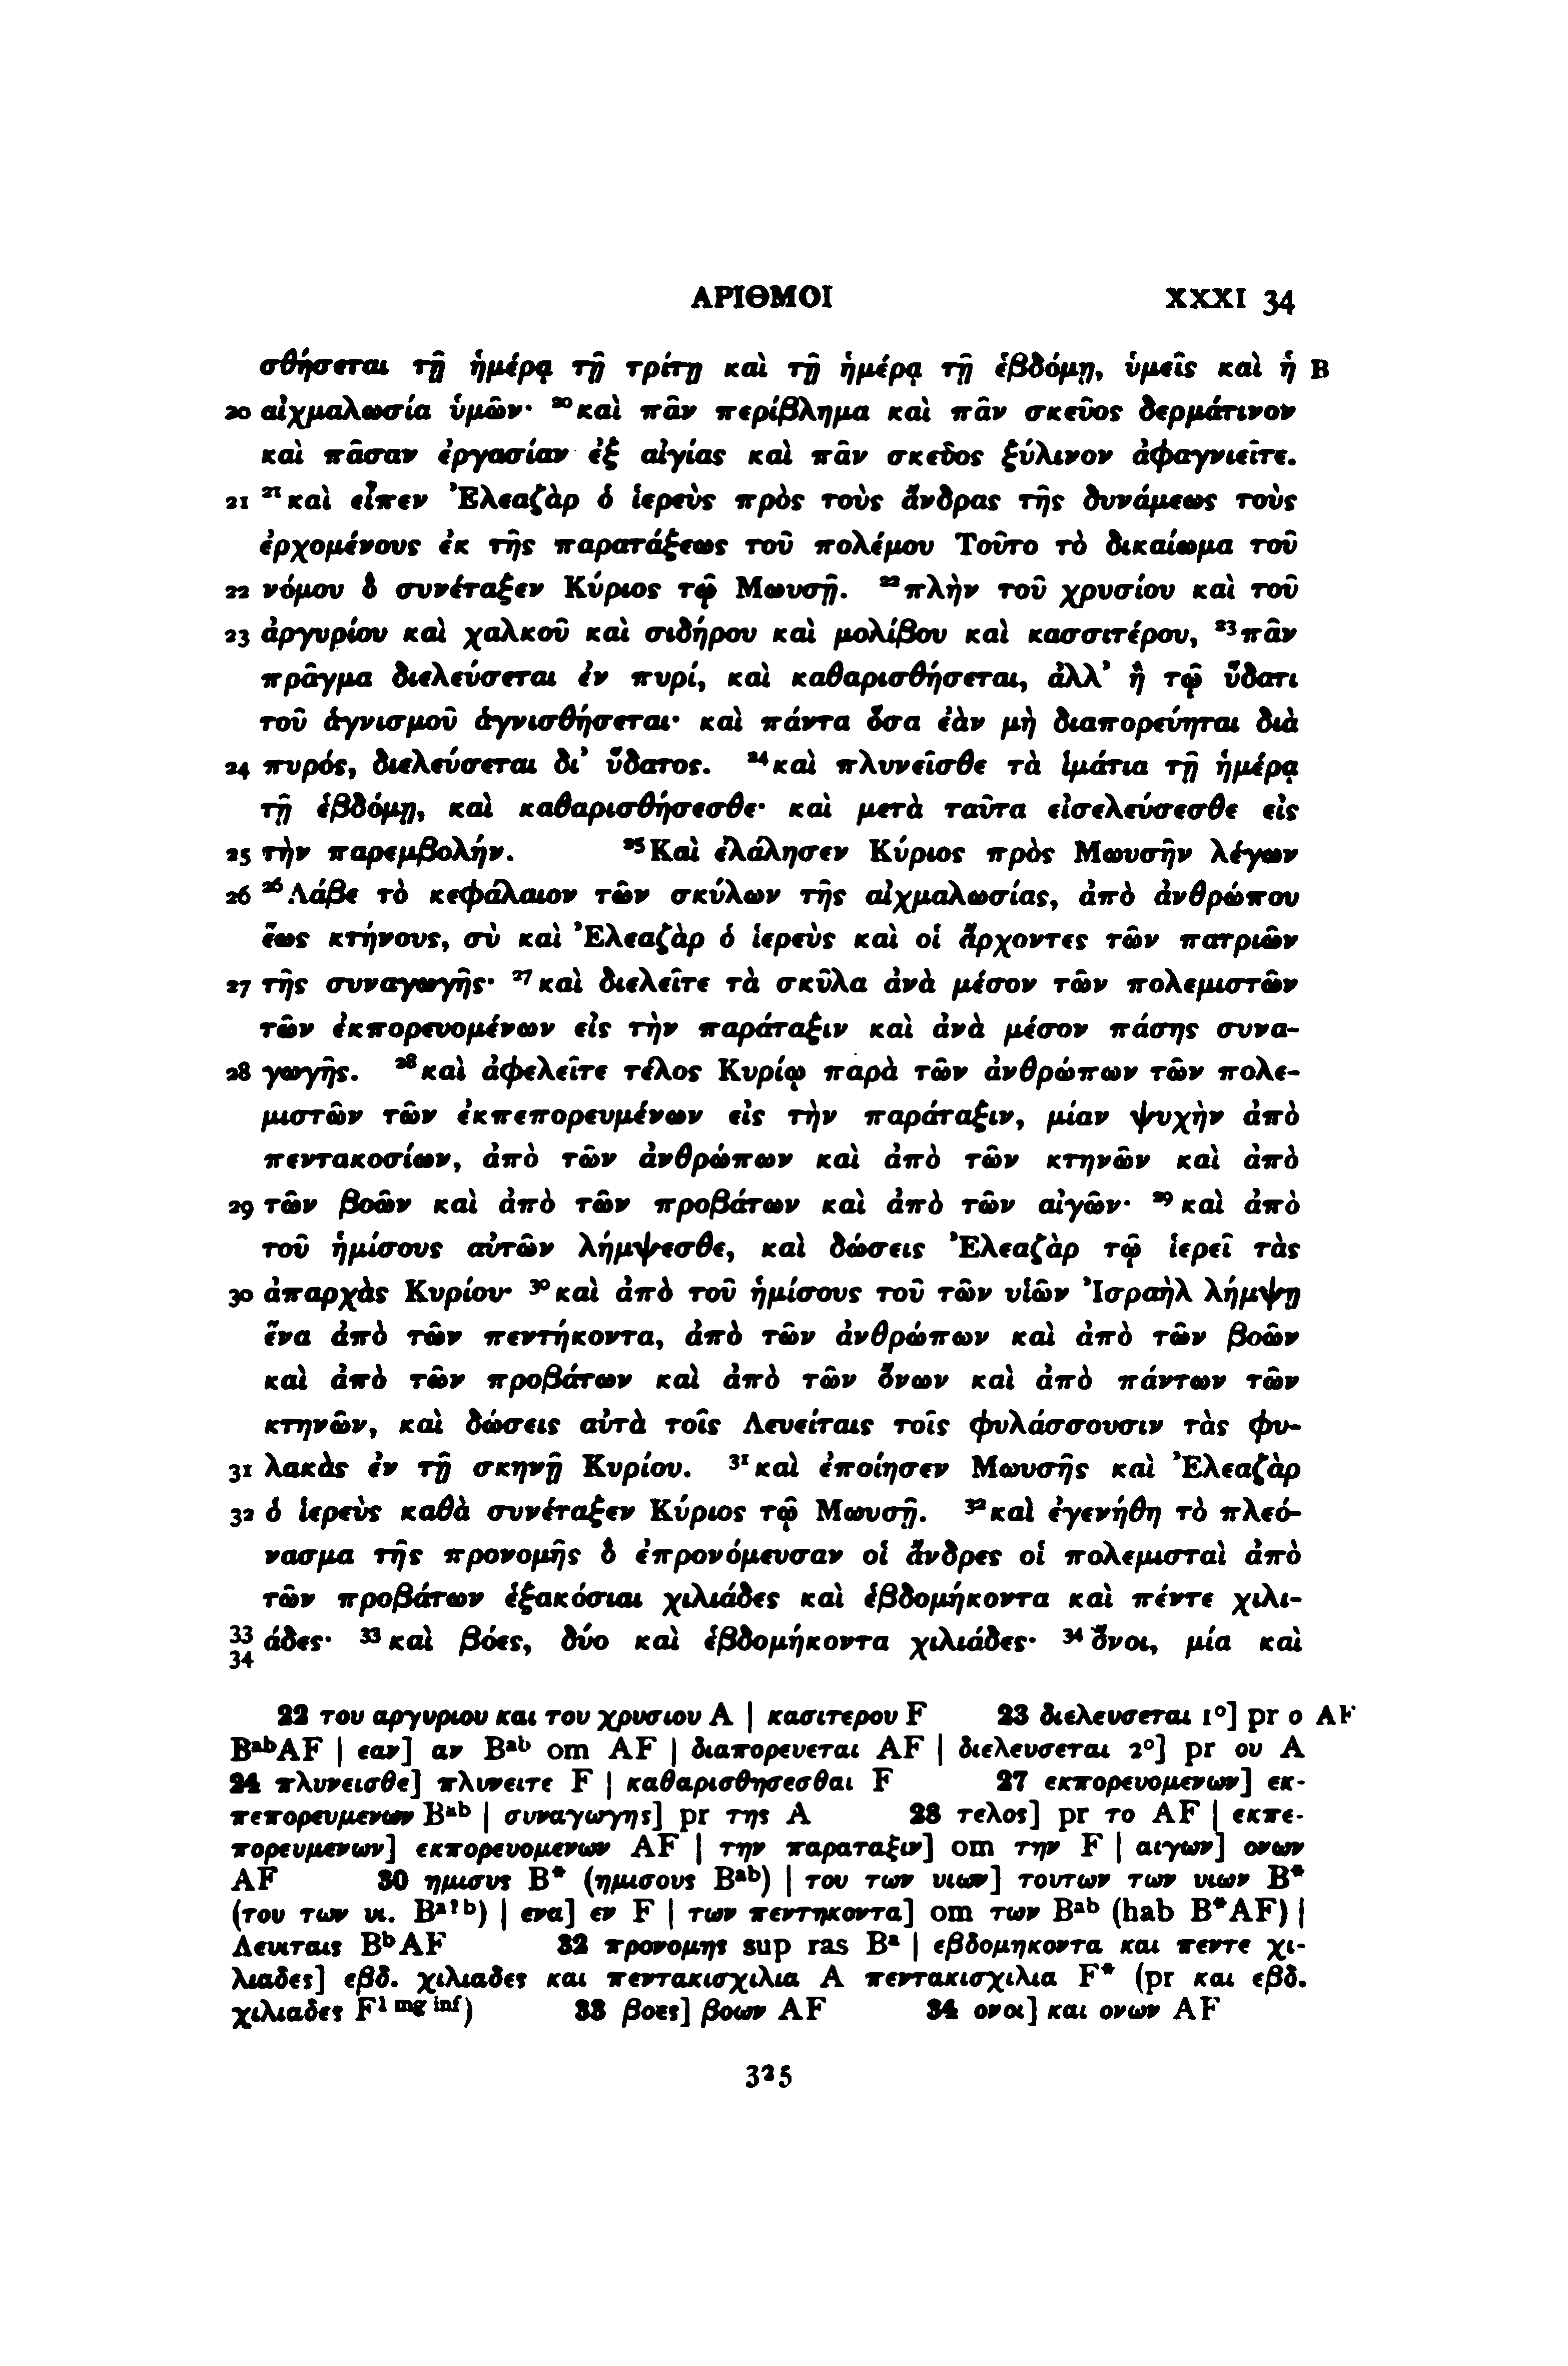 ΑΡΙΘΜΟΙ XXXI 34
σθήσεται τῇ ἡμέρᾳ τῇ τρίτῃ καὶ τῇ ἡμέρᾳ τῇ ἑβδόμῃ, ὑμεῖς καὶ ἡ B
20 αἰχμαλωσία ὑμῶν· ²⁰καὶ πᾶν περίβλημα καὶ πᾶν σκεῦος δερμάτινον
καὶ πᾶσαν ἐργασίαν ἐξ αἰγίας καὶ πᾶν σκεῦος ξύλινον ἀφαγνιεῖτε.
21 ²¹καὶ εἶπεν Ἐλεαζὰρ ὁ ἱερεὺς πρὸς τοὺς ἄνδρας τῆς δυνάμεως τοὺς
ἐρχομένους ἐκ τῆς παρατάξεως τοῦ πολέμου Τοῦτο τὸ δικαίωμα τοῦ
22 νόμου ὃ συνέταξεν Κύριος τῷ Μωυσῇ. ²²πλὴν τοῦ χρυσίου καὶ τοῦ
23 ἀργυρίου καὶ χαλκοῦ καὶ σιδήρου καὶ μολίβου καὶ κασσιτέρου, ²³πᾶν
πρᾶγμα διελεύσεται ἐν πυρί, καὶ καθαρισθήσεται, ἀλλ’ ἢ τῷ ὕδατι
τοῦ ἁγνισμοῦ ἁγνισθήσεται· καὶ πάντα ὅσα ἐὰν μὴ διαπορεύηται διὰ
24 πυρός, διελεύσεται δι’ ὕδατος. ²⁴καὶ πλυνεῖσθε τὰ ἱμάτια τῇ ἡμέρᾳ
τῇ ἑβδόμῃ, καὶ καθαρισθήσεσθε· καὶ μετὰ ταῦτα εἰσελεύσεσθε εἰς
25 τὴν παρεμβολήν. ²⁵Καὶ ἐλάλησεν Κύριος πρὸς Μωυσῆν λέγων
26 ²⁶Λάβε τὸ κεφάλαιον τῶν σκύλων τῆς αἰχμαλωσίας, ἀπὸ ἀνθρώπου
ἕως κτήνους, σὺ καὶ Ἐλεαζὰρ ὁ ἱερεὺς καὶ οἱ ἄρχοντες τῶν πατριῶν
27 τῆς συναγωγῆς· ²⁷καὶ διελεῖτε τὰ σκῦλα ἀνὰ μέσον τῶν πολεμιστῶν
τῶν ἐκπορευομένων εἰς τὴν παράταξιν καὶ ἀνὰ μέσον πάσης συνα-
28 γωγῆς. ²⁸καὶ ἀφελεῖτε τέλος Κυρίῳ παρὰ τῶν ἀνθρώπων τῶν πολε-
μιστῶν τῶν ἐκπεπορευμένων εἰς τὴν παράταξιν, μίαν ψυχὴν ἀπὸ
πεντακοσίων, ἀπὸ τῶν ἀνθρώπων καὶ ἀπὸ τῶν κτηνῶν καὶ ἀπὸ
29 τῶν βοῶν καὶ ἀπὸ τῶν προβάτων καὶ ἀπὸ τῶν αἰγῶν· ²⁹καὶ ἀπὸ
τοῦ ἡμίσους αὐτῶν λήμψεσθε, καὶ δώσεις Ἐλεαζὰρ τῷ ἱερεῖ τὰς
30 ἀπαρχὰς Κυρίου· ³⁰καὶ ἀπὸ τοῦ ἡμίσους τοῦ τῶν υἱῶν Ἰσραὴλ λήμψῃ
ἕνα ἀπὸ τῶν πεντήκοντα, ἀπὸ τῶν ἀνθρώπων καὶ ἀπὸ τῶν βοῶν
καὶ ἀπὸ τῶν προβάτων καὶ ἀπὸ τῶν ὄνων καὶ ἀπὸ πάντων τῶν
κτηνῶν, καὶ δώσεις αὐτὰ τοῖς Λευείταις τοῖς φυλάσσουσιν τὰς φυ-
31 λακὰς ἐν τῇ σκηνῇ Κυρίου. ³¹καὶ ἐποίησεν Μωυσῆς καὶ Ἐλεαζὰρ
32 ὁ ἱερεὺς καθὰ συνέταξεν Κύριος τῷ Μωυσῇ. ³²καὶ ἐγενήθη τὸ πλεό-
νασμα τῆς προνομῆς ὃ ἐπρονόμευσαν οἱ ἄνδρες οἱ πολεμισταὶ ἀπὸ
τῶν προβάτων ἑξακόσιαι χιλιάδες καὶ ἑβδομήκοντα καὶ πέντε χιλι-
33 άδες· ³³καὶ βόες, δύο καὶ ἑβδομήκοντα χιλιάδες· ³⁴ὄνοι, μία καὶ
34
22 του αργυριου και του χρυσιου A | κασιτερου F 23 διελευσεται 1°] pr ο AF
BᵃᵇAF | εαν] αν Bᵃᵇ om AF | διαπορευεται AF | διελευσεται 2°] pr ου A
24 πλυνεισθε] πλυνειτε F | καθαρισθησεσθαι F 27 εκπορευομενων] εκ-
πεπορευμενων Bᵃᵇ | συναγωγης] pr της A 28 τελος] pr το AF | εκπε-
πορευμενων] εκπορευομενων AF | την παραταξιν] om την F | αιγων] ονων
AF 30 ημισυς B* (ημισους Bᵃᵇ) | του των υιων] τουτων των υιων B*
(του των υι. Bᵃ?ᵇ) | ενα] εν F | των πεντηκοντα] om των Bᵃᵇ (hab B*AF) |
Λευιταις BᵇAF 32 προνομης sup ras Bᵃ | εβδομηκοντα και πεντε χι-
λιαδες] εβδ. χιλιαδες και πεντακισχιλια A πεντακισχιλια F* (pr και εβδ.
χιλιαδες F¹ ᵐᵍ ⁱⁿᶠ) 33 βοες] βοων AF 34 ονοι] και ονων AF
325